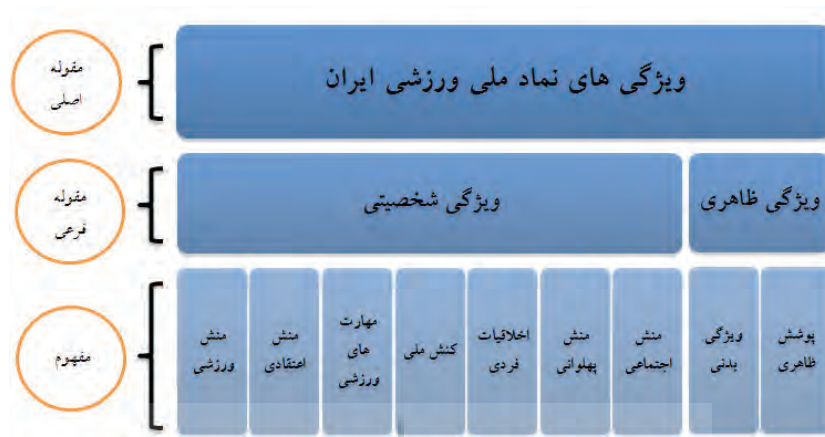 ویژگی های نماد ملی ورزشی ایران
مقوله
اصلی
ویژگی ظاهری
ویژگی شخصیتی
مقوله
فرعی
پوشش
ظاهری
ویژگی
بدنی
منش
اجتماعی
منش
پهلوانی
اخلاقیات
فردی
کنش ملی
مهارت
های
ورزشی
منش
اعتقادی
منش
ورزشی
مفهوم